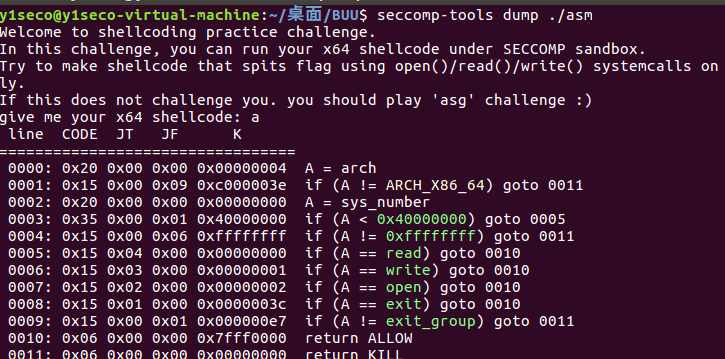 y1seco@y1seco-virtual-machine:~/桌面/BUU$ seccomp-tools dump ./asm
Welcome to shellcoding practice challenge.
In this challenge, you can run your x64 shellcode under SECCOMP sandbox.
Try to make shellcode that spits flag using open()/read()/write() systemcalls on
ly.
If this does not challenge you. you should play 'asg' challenge :)
give me your x64 shellcode: a
 line  CODE  JT   JF      K
=================================
 0000: 0x20 0x00 0x00 0x00000004  A = arch
 0001: 0x15 0x00 0x09 0xc000003e  if (A != ARCH_X86_64) goto 0011
 0002: 0x20 0x00 0x00 0x00000000  A = sys_number
 0003: 0x35 0x00 0x01 0x40000000  if (A < 0x40000000) goto 0005
 0004: 0x15 0x00 0x06 0xffffffff  if (A != 0xffffffff) goto 0011
 0005: 0x15 0x04 0x00 0x00000000  if (A == read) goto 0010
 0006: 0x15 0x03 0x00 0x00000001  if (A == write) goto 0010
 0007: 0x15 0x02 0x00 0x00000002  if (A == open) goto 0010
 0008: 0x15 0x01 0x00 0x0000003c  if (A == exit) goto 0010
 0009: 0x15 0x00 0x01 0x000000e7  if (A != exit_group) goto 0011
 0010: 0x06 0x00 0x00 0x7fff0000  return ALLOW
 0011: 0x06 0x00 0x00 0x00000000  return KILL